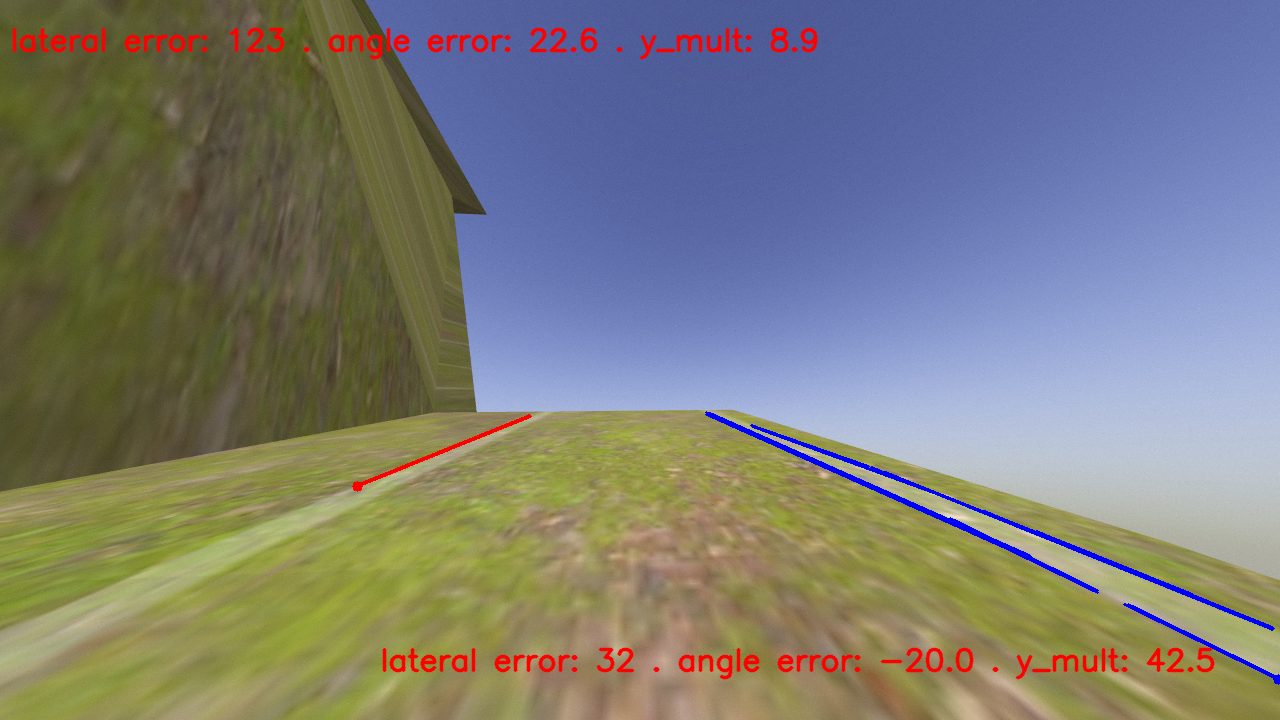 lateral error: 123 . angle error: 22.6 . y_mult: 8.9
lateral error: 32 . angle error: -20.0 . y_mult: 42.5